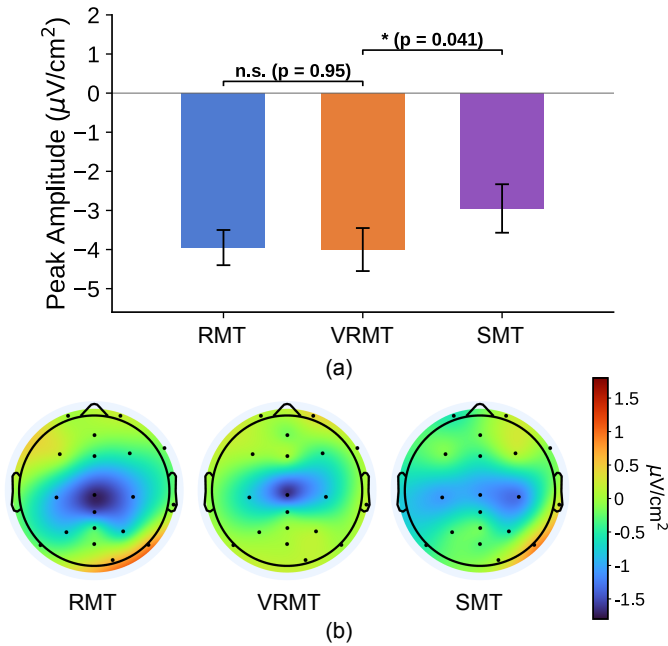 2
1
0
-1
-2
-3
-4
-5
Peak Amplitude (μV/cm²)
n.s. (p = 0.95)
* (p = 0.041)
RMT VRMT SMT
(a)
1.5
1
0.5
0
-0.5
-1
-1.5
μV/cm²
RMT VRMT SMT
(b)